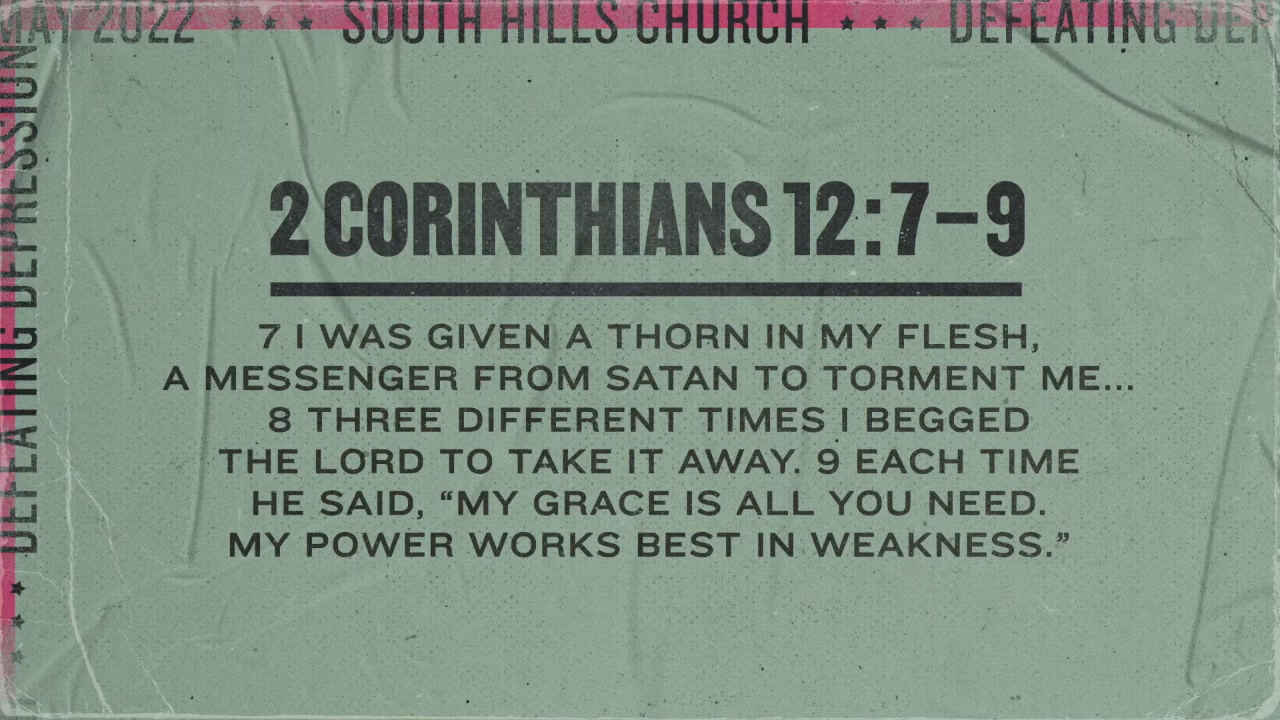 MAY 2022 ★ ★ ★ SOUTH HILLS CHURCH ★ ★ ★ DEFEATING DEP
DEFEATING DEPRESSION
2 CORINTHIANS 12:7–9
7 I WAS GIVEN A THORN IN MY FLESH,
A MESSENGER FROM SATAN TO TORMENT ME...
8 THREE DIFFERENT TIMES I BEGGED
THE LORD TO TAKE IT AWAY. 9 EACH TIME
HE SAID, “MY GRACE IS ALL YOU NEED.
MY POWER WORKS BEST IN WEAKNESS.”